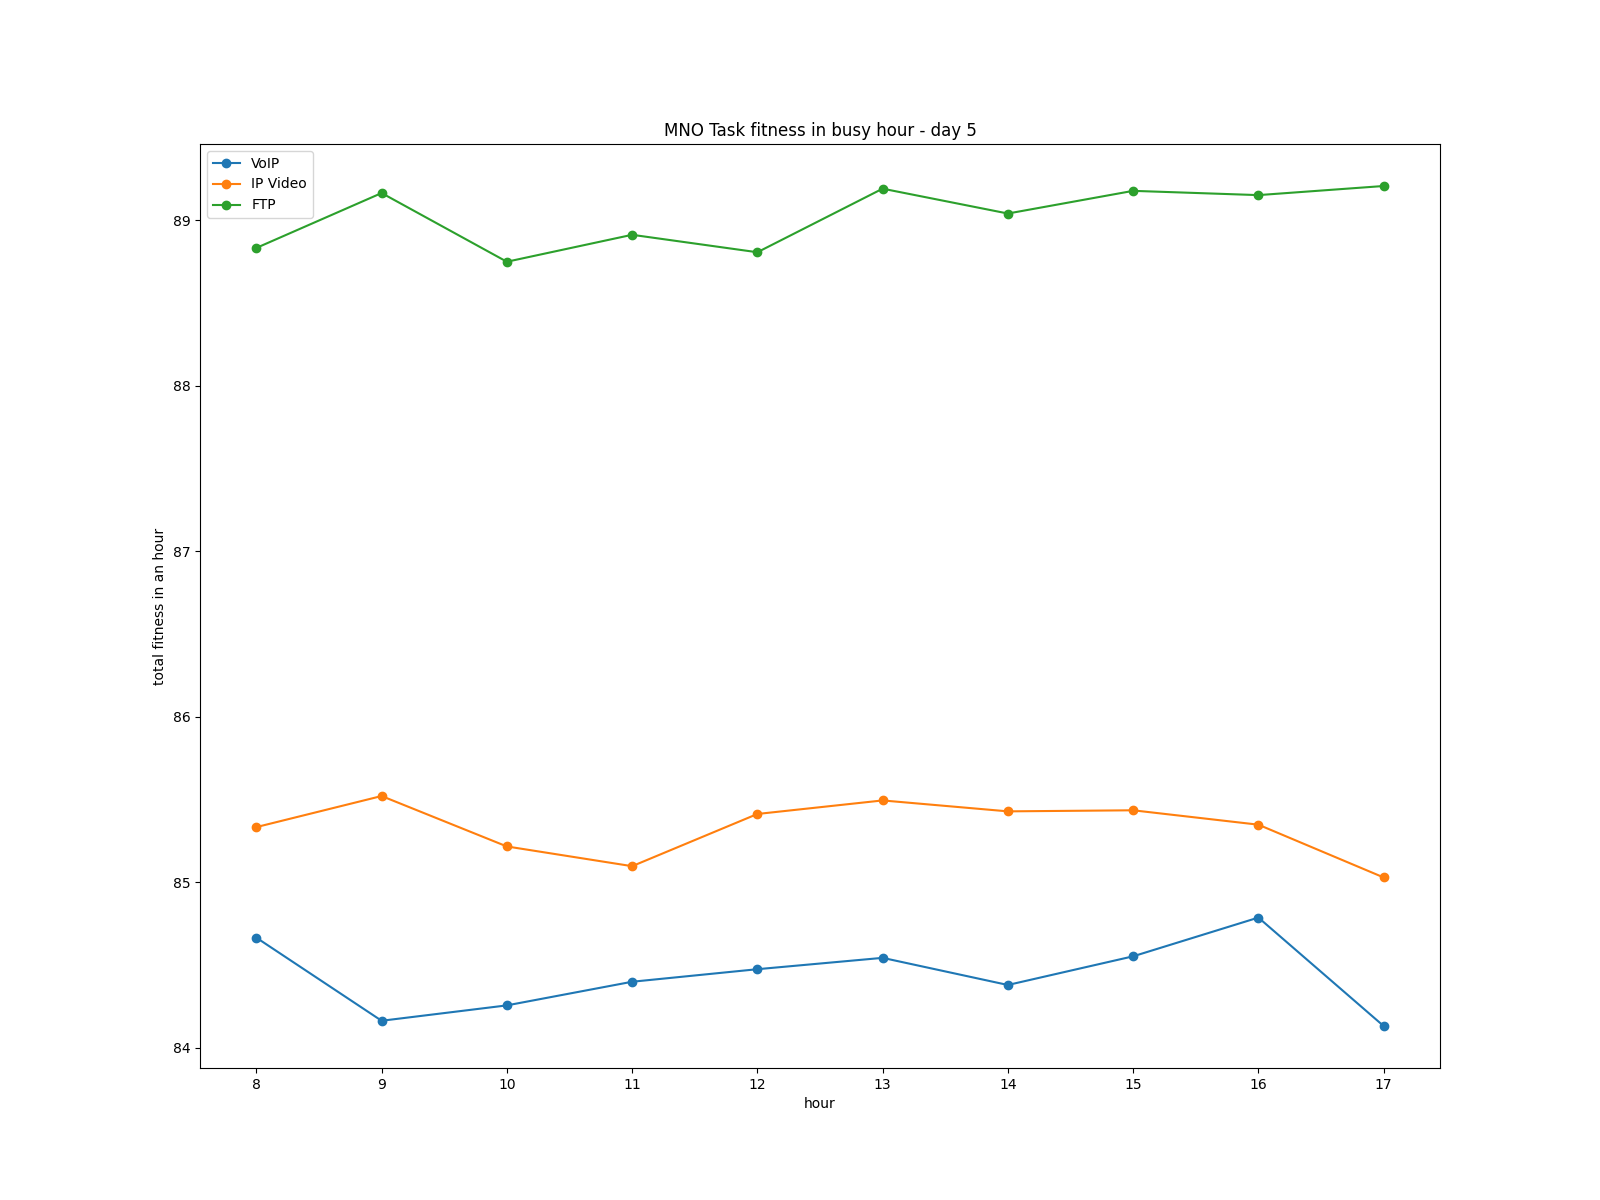 MNO Task fitness in busy hour - day 5
VoIP
IP Video
FTP
89
88
87
86
85
84
total fitness in an hour
8 9 10 11 12 13 14 15 16 17
hour